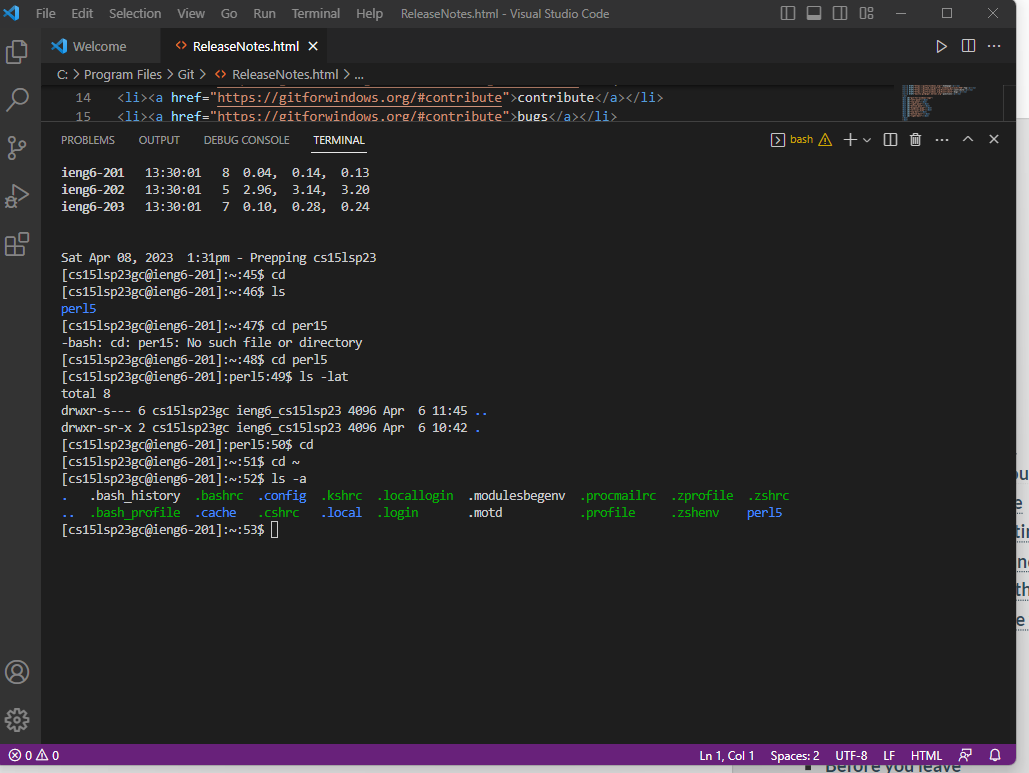 File Edit Selection View Go Run Terminal Help ReleaseNotes.html - Visual Studio Code
Welcome ReleaseNotes.html
C: > Program Files > Git > ReleaseNotes.html > ...
14 <li><a href="https://gitforwindows.org/#contribute">contribute</a></li>
15 <li><a href="https://gitforwindows.org/#contribute">bugs</a></li>
PROBLEMS OUTPUT DEBUG CONSOLE TERMINAL bash
ieng6-201 13:30:01 8 0.04, 0.14, 0.13
ieng6-202 13:30:01 5 2.96, 3.14, 3.20
ieng6-203 13:30:01 7 0.10, 0.28, 0.24
Sat Apr 08, 2023 1:31pm - Prepping cs15lsp23
[cs15lsp23gc@ieng6-201]:~:45$ cd
[cs15lsp23gc@ieng6-201]:~:46$ ls
perl5
[cs15lsp23gc@ieng6-201]:~:47$ cd per15
-bash: cd: per15: No such file or directory
[cs15lsp23gc@ieng6-201]:~:48$ cd perl5
[cs15lsp23gc@ieng6-201]:perl5:49$ ls -lat
total 8
drwxr-s--- 6 cs15lsp23gc ieng6_cs15lsp23 4096 Apr 6 11:45 ..
drwxr-sr-x 2 cs15lsp23gc ieng6_cs15lsp23 4096 Apr 6 10:42 .
[cs15lsp23gc@ieng6-201]:perl5:50$ cd
[cs15lsp23gc@ieng6-201]:~:51$ cd ~
[cs15lsp23gc@ieng6-201]:~:52$ ls -a
. .bash_history .bashrc .config .kshrc .locallogin .modulesbegenv .procmailrc .zprofile .zshrc
.. .bash_profile .cache .cshrc .local .login .motd .profile .zshenv perl5
[cs15lsp23gc@ieng6-201]:~:53$
0 0 Ln 1, Col 1 Spaces: 2 UTF-8 LF HTML
Before you leave